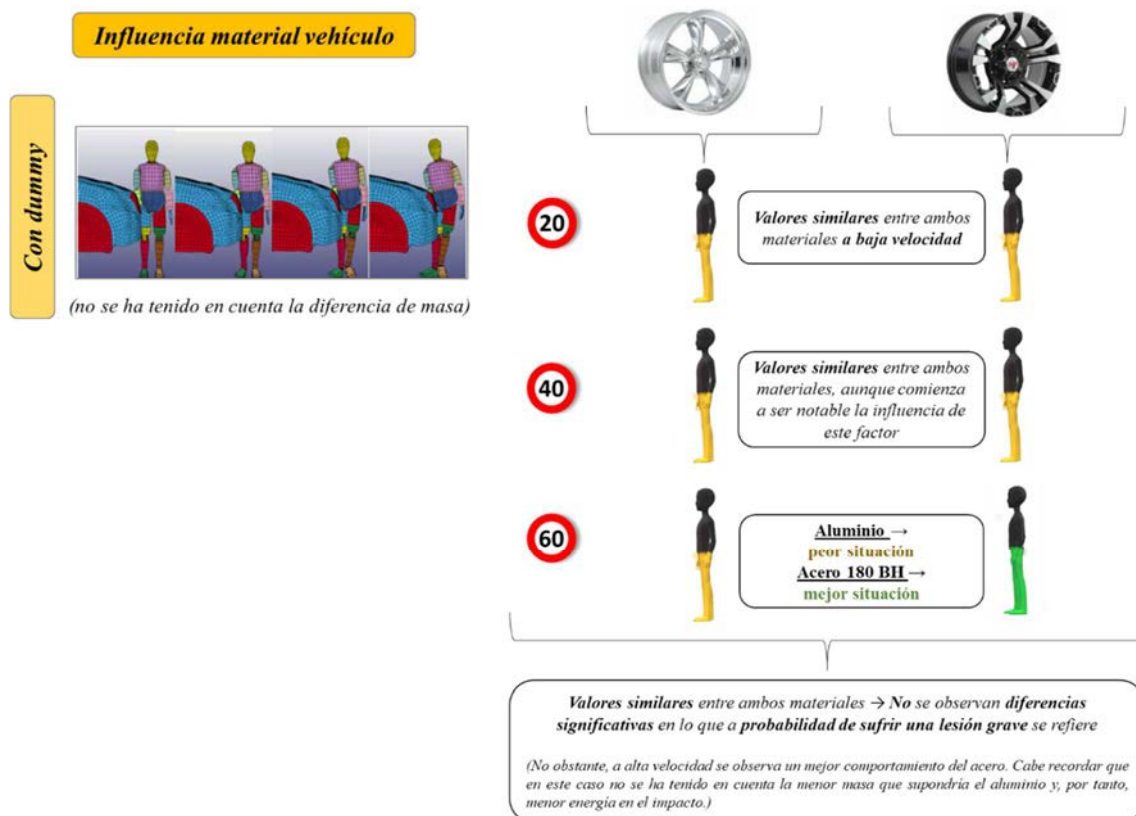 Influencia material vehículo
Con dummy
(no se ha tenido en cuenta la diferencia de masa)
20
Valores similares entre ambos
materiales a baja velocidad
40
Valores similares entre ambos
materiales, aunque comienza
a ser notable la influencia de
este factor
60
Aluminio →
peor situación
Acero 180 BH →
mejor situación
Valores similares entre ambos materiales → No se observan diferencias
significativas en lo que a probabilidad de sufrir una lesión grave se refiere
(No obstante, a alta velocidad se observa un mejor comportamiento del acero. Cabe recordar que
en este caso no se ha tenido en cuenta la menor masa que supondría el aluminio y, por tanto,
menor energía en el impacto.)